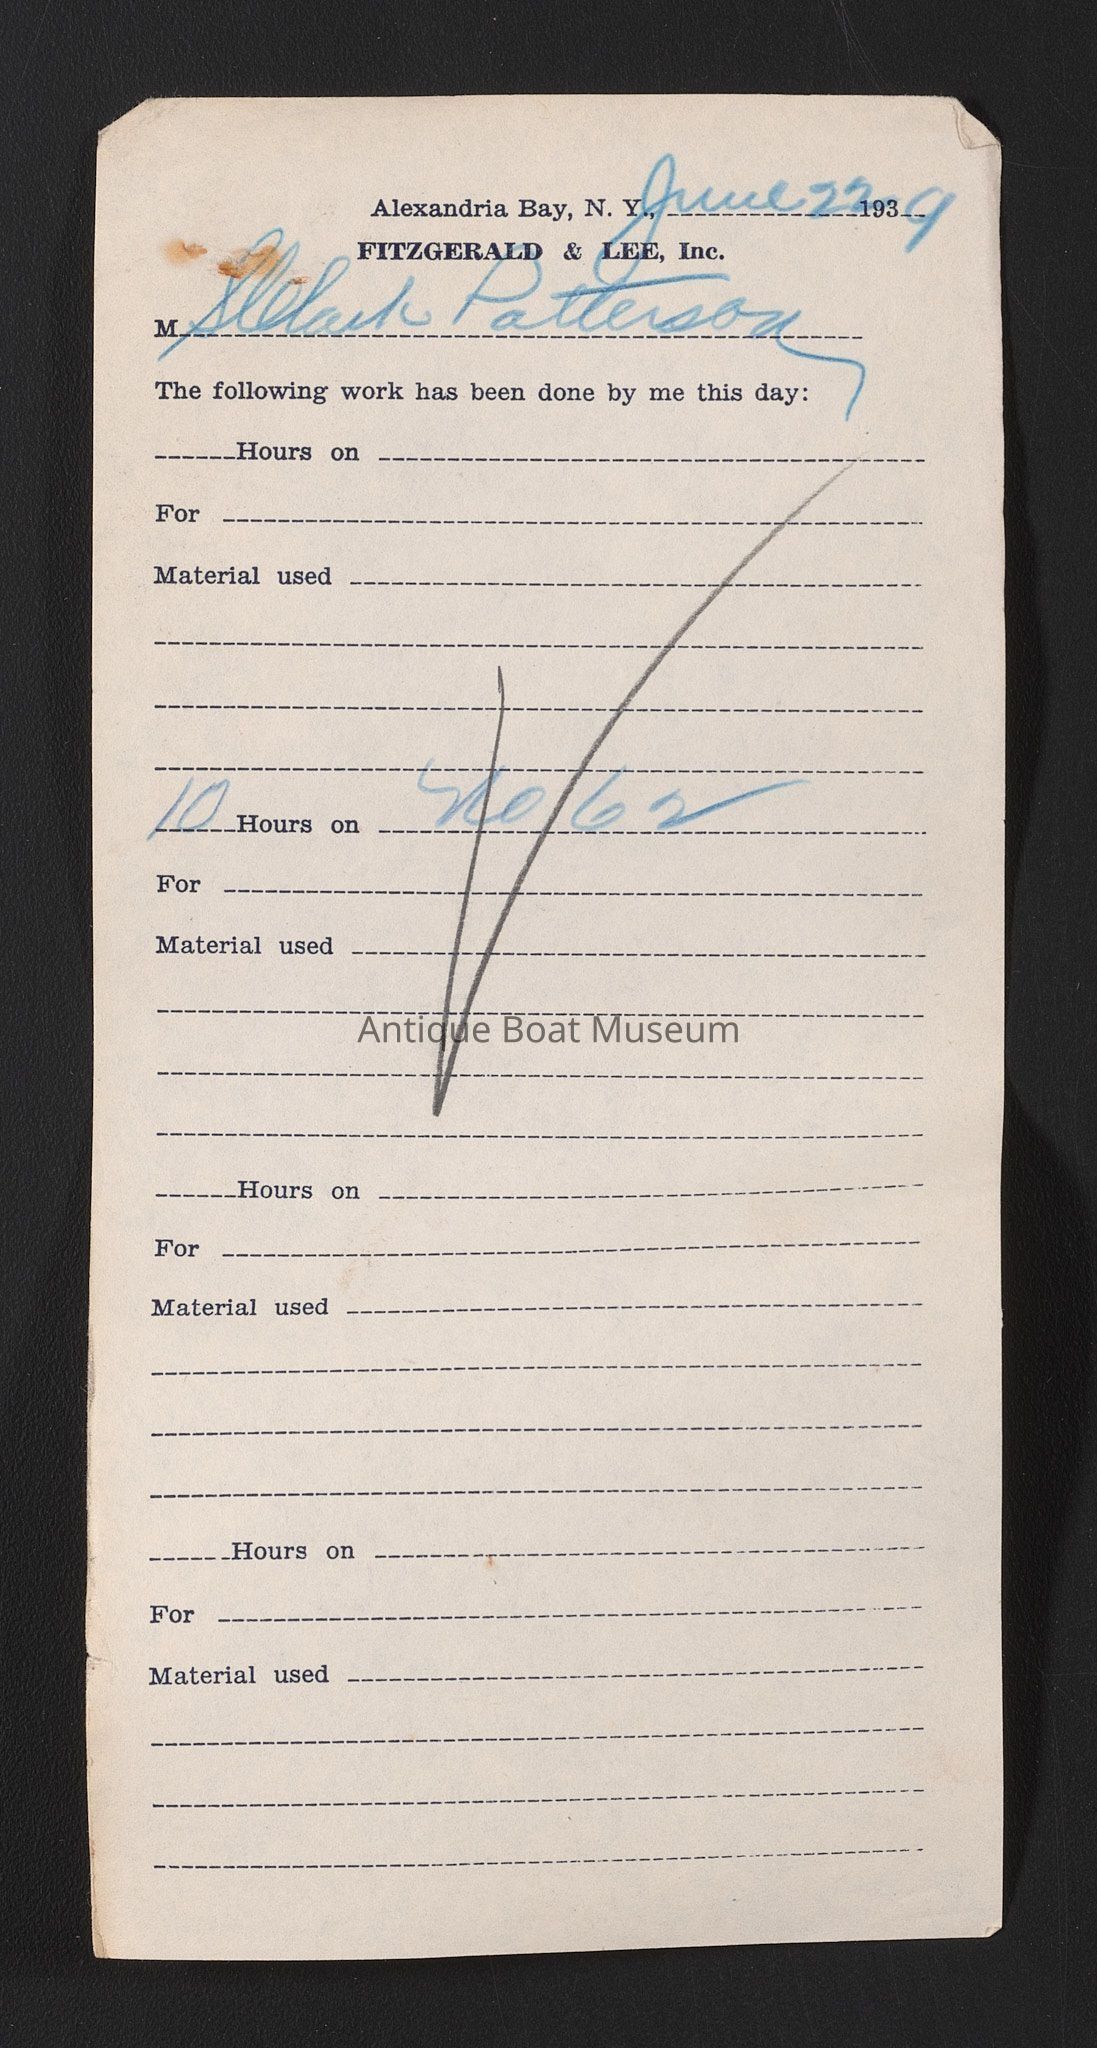 Alexandria Bay, N. Y., June 22 1939
FITZGERALD & LEE, Inc.
M Clark Patterson
The following work has been done by me this day:
Hours on
For
Material used
10 Hours on No 62
For
Material used
Antique Boat Museum
Hours on
For
Material used
Hours on
For
Material used